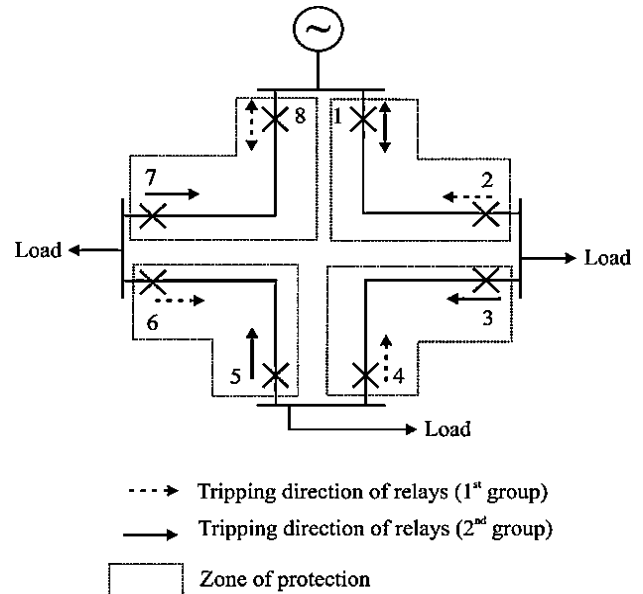 ~
8
1
7
2
Load
Load
6
3
5
4
Load
Tripping direction of relays (1st group)
Tripping direction of relays (2nd group)
Zone of protection